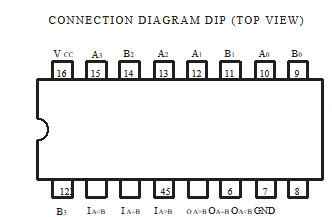 CONNECTION DIAGRAM DIP (TOP VIEW)
VCC A3 B2 A2 A1 B1 A0 B0
16 15 14 13 12 11 10 9
12 45 6 7 8
B3 IA<B IA=B IA>B OA>B OA=B OA<B GND